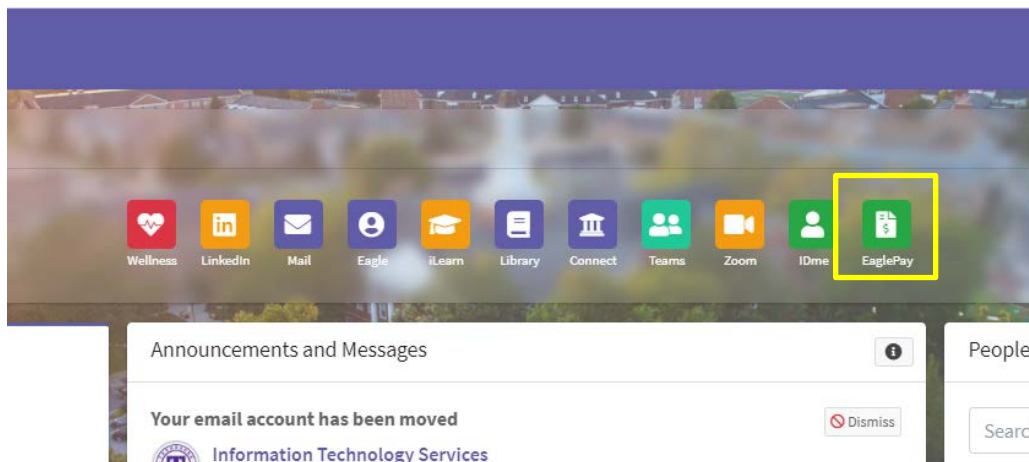 Wellness LinkedIn Mail Eagle iLearn Library Connect Teams Zoom IDme EaglePay
Announcements and Messages
People
Your email account has been moved
Dismiss
Searc
Information Technology Services